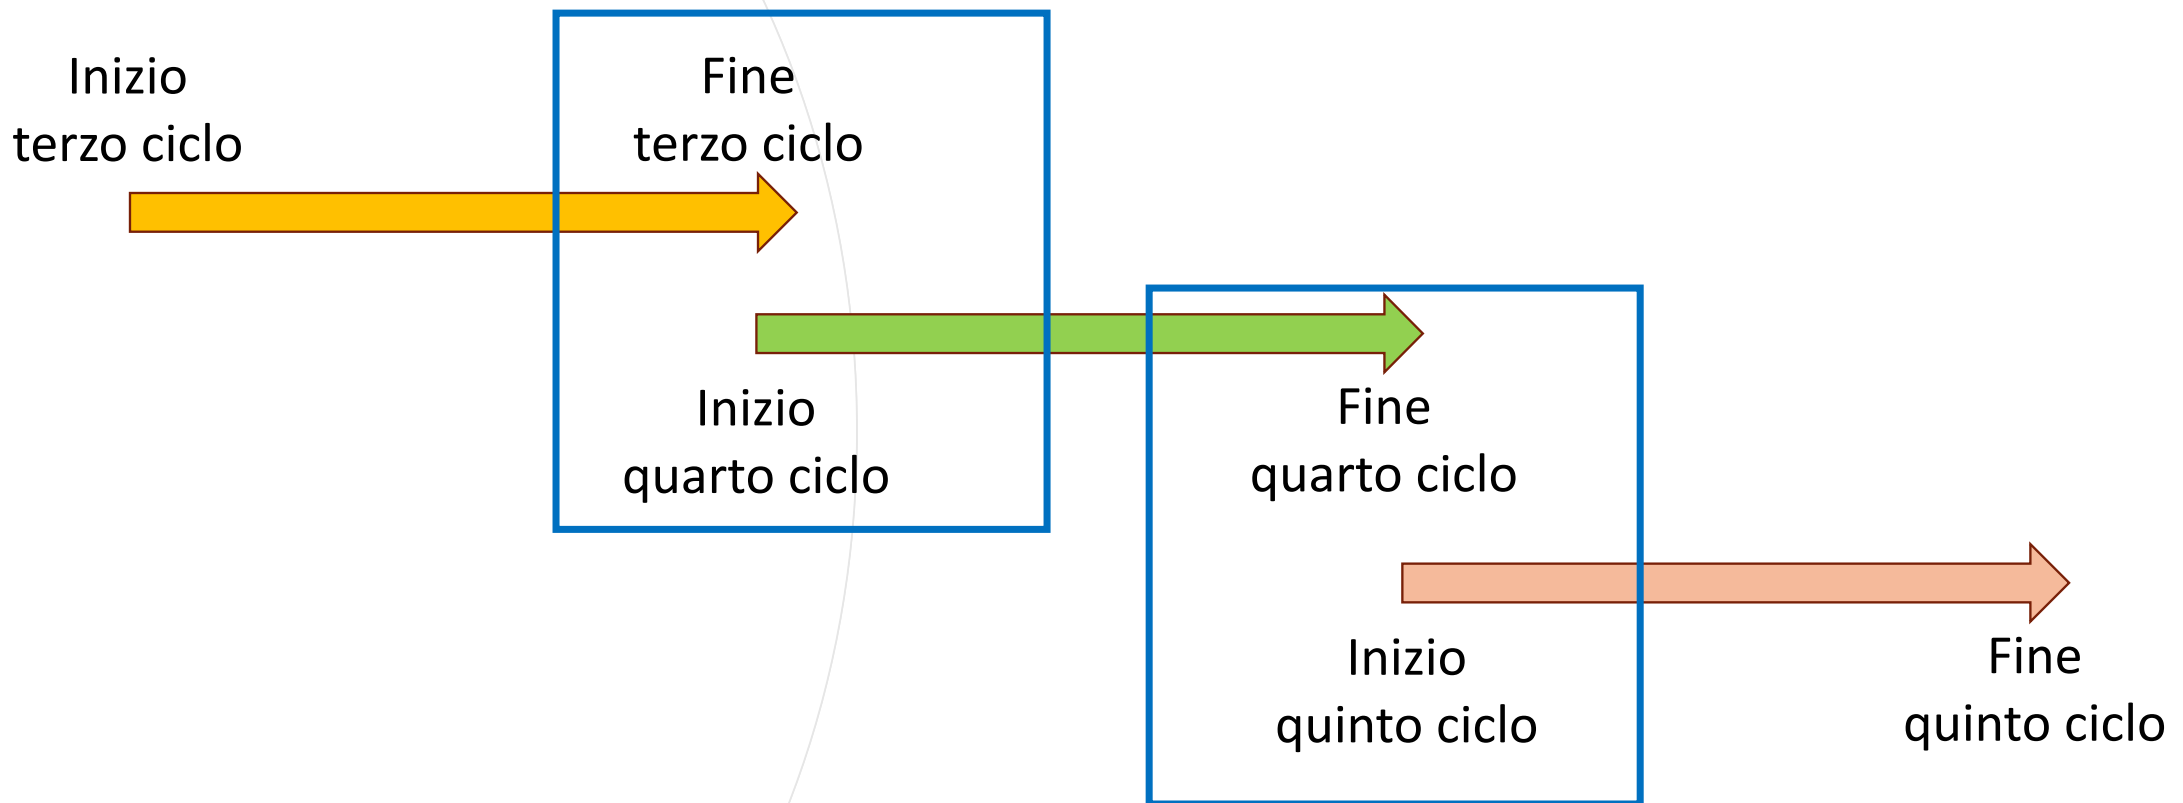 Inizio
terzo ciclo
Fine
terzo ciclo
Inizio
quarto ciclo
Fine
quarto ciclo
Inizio
quinto ciclo
Fine
quinto ciclo